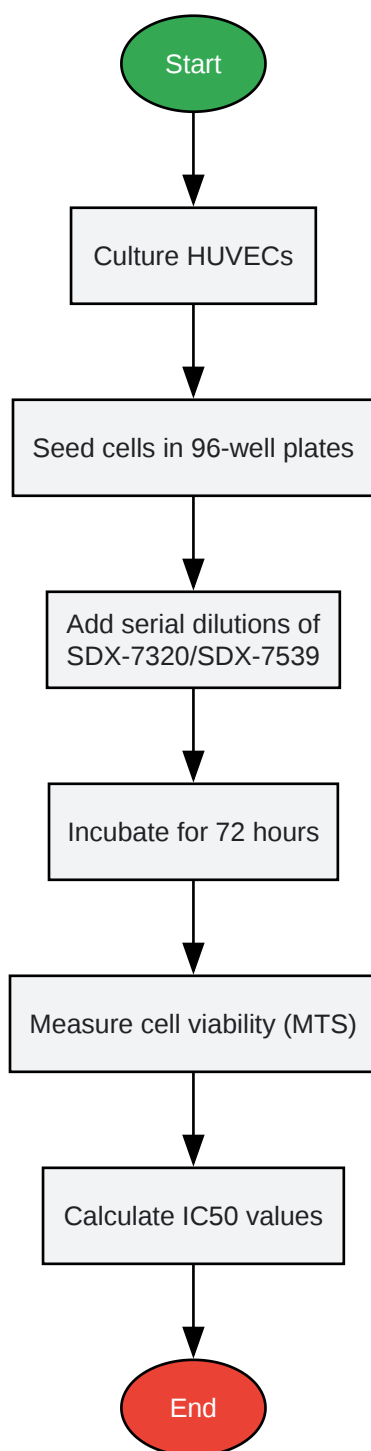 Start
Culture HUVECs
Seed cells in 96-well plates
Add serial dilutions of
SDX-7320/SDX-7539
Incubate for 72 hours
Measure cell viability (MTS)
Calculate IC50 values
End